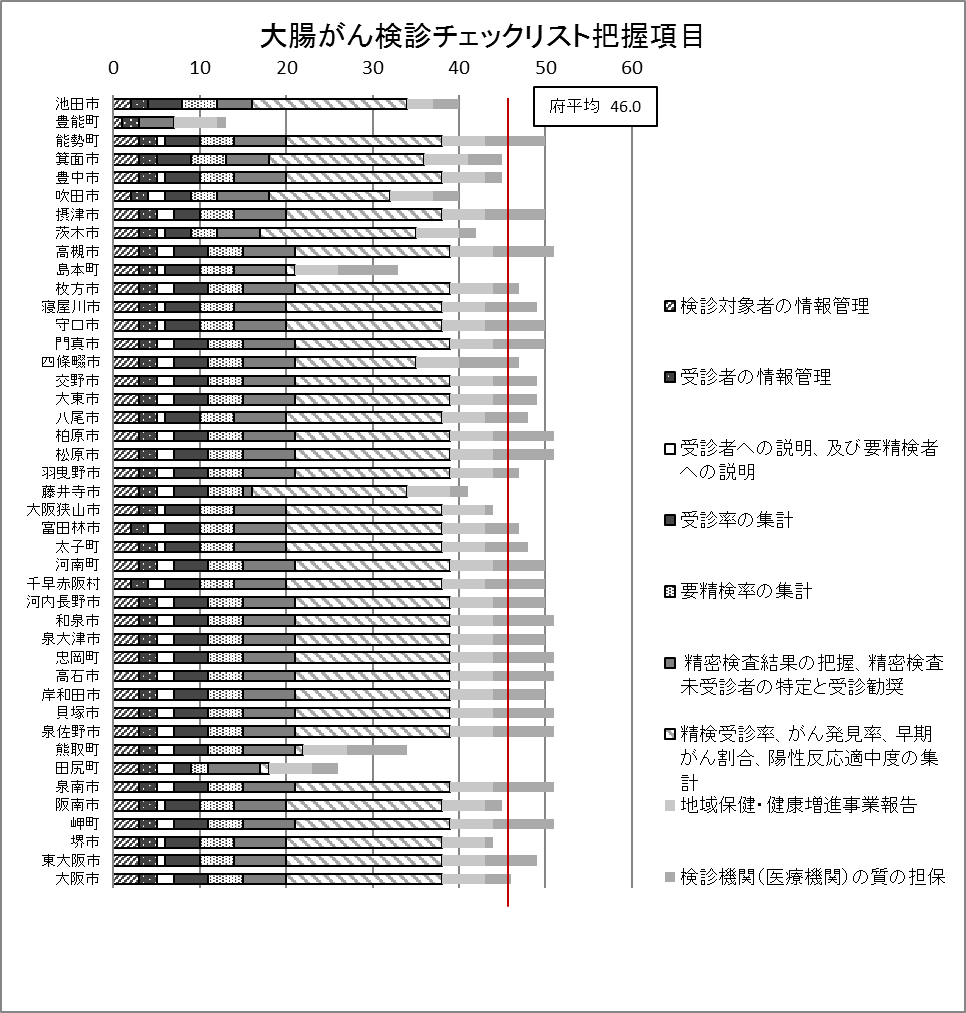 大腸がん検診チェックリスト把握項目
0 10 20 30 40 50 60
府平均 46.0
池田市
豊能町
能勢町
箕面市
豊中市
吹田市
摂津市
茨木市
高槻市
島本町
枚方市
寝屋川市
守口市
門真市
四條畷市
交野市
大東市
八尾市
柏原市
松原市
羽曳野市
藤井寺市
大阪狭山市
富田林市
太子町
河南町
千早赤阪村
河内長野市
和泉市
泉大津市
忠岡町
高石市
岸和田市
貝塚市
泉佐野市
熊取町
田尻町
泉南市
阪南市
岬町
堺市
東大阪市
大阪市
検診対象者の情報管理
受診者の情報管理
受診者への説明、及び要精検者
への説明
受診率の集計
要精検率の集計
精密検査結果の把握、精密検査
未受診者の特定と受診勧奨
精検受診率、がん発見率、早期
がん割合、陽性反応適中度の集
計
地域保健・健康増進事業報告
検診機関(医療機関)の質の担保